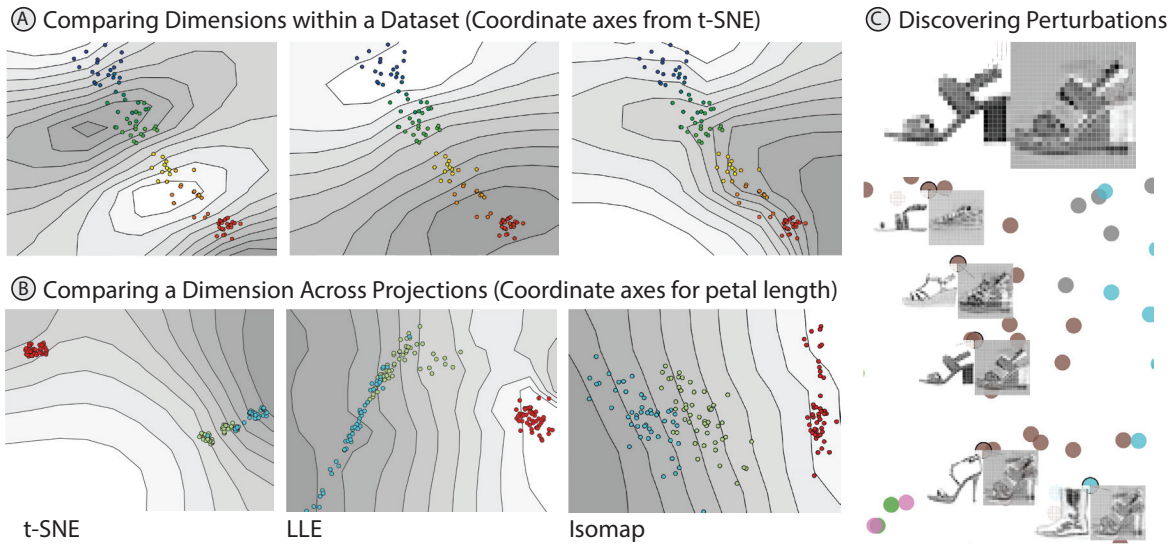 A Comparing Dimensions within a Dataset (Coordinate axes from t-SNE)
C Discovering Perturbations
B Comparing a Dimension Across Projections (Coordinate axes for petal length)
t-SNE
LLE
Isomap